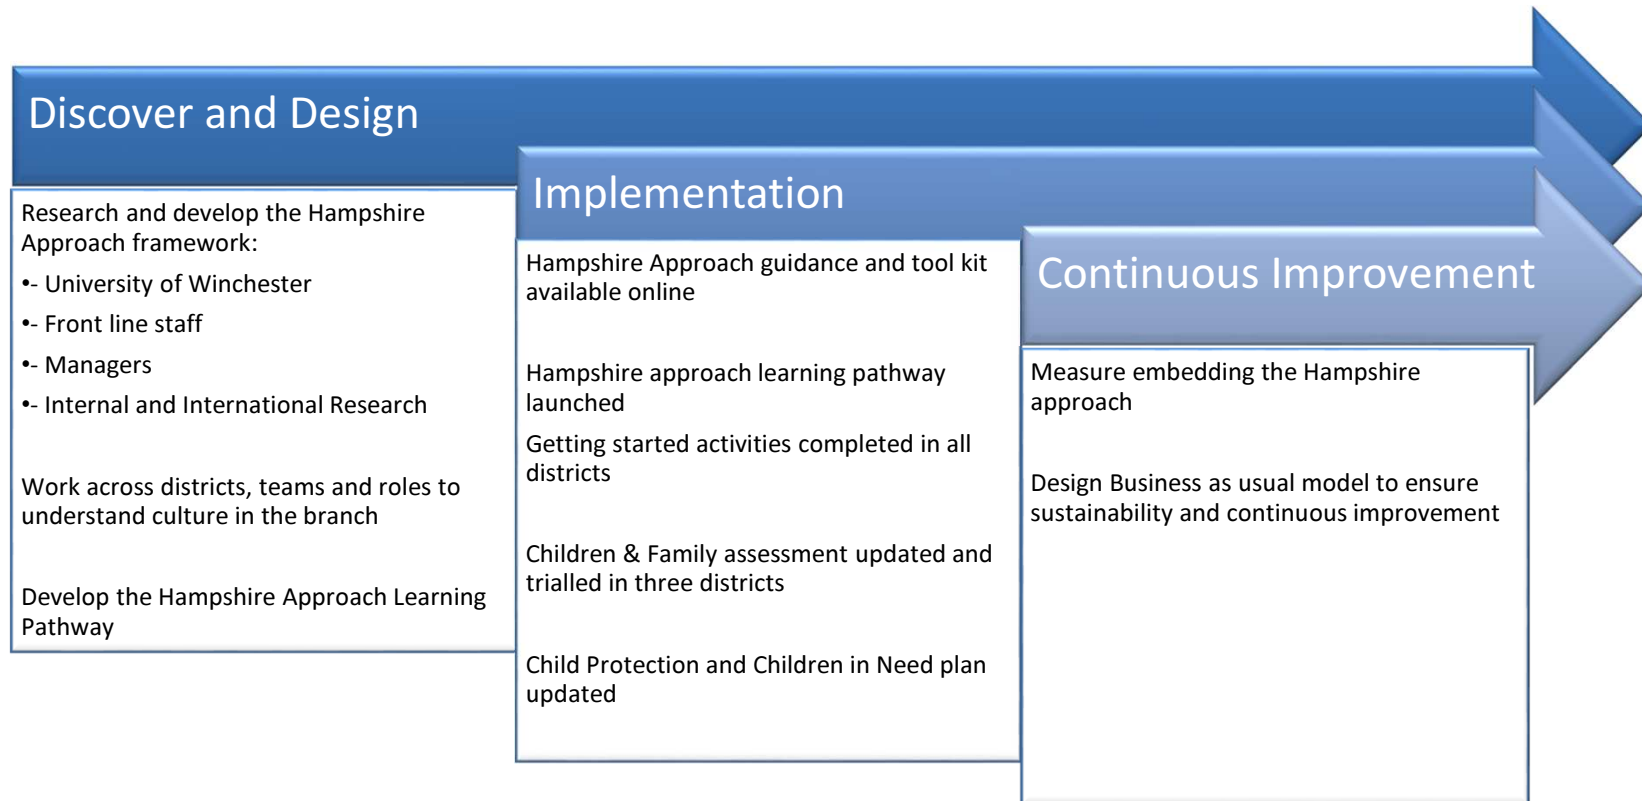 Discover and Design
Research and develop the Hampshire
Approach framework:
•- University of Winchester
•- Front line staff
•- Managers
•- Internal and International Research
Work across districts, teams and roles to
understand culture in the branch
Develop the Hampshire Approach Learning
Pathway
Implementation
Hampshire Approach guidance and tool kit
available online
Hampshire approach learning pathway
launched
Getting started activities completed in all
districts
Children & Family assessment updated and
trialled in three districts
Child Protection and Children in Need plan
updated
Continuous Improvement
Measure embedding the Hampshire
approach
Design Business as usual model to ensure
sustainability and continuous improvement